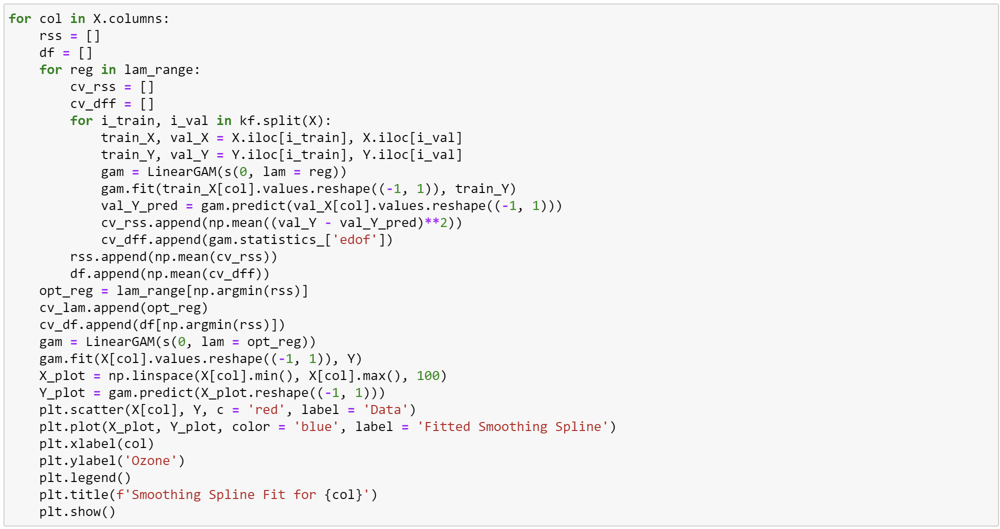 for col in X.columns:
    rss = []
    df = []
    for reg in lam_range:
        cv_rss = []
        cv_dff = []
        for i_train, i_val in kf.split(X):
            train_X, val_X = X.iloc[i_train], X.iloc[i_val]
            train_Y, val_Y = Y.iloc[i_train], Y.iloc[i_val]
            gam = LinearGAM(s(0, lam = reg))
            gam.fit(train_X[col].values.reshape((-1, 1)), train_Y)
            val_Y_pred = gam.predict(val_X[col].values.reshape((-1, 1)))
            cv_rss.append(np.mean((val_Y - val_Y_pred)**2))
            cv_dff.append(gam.statistics_['edof'])
        rss.append(np.mean(cv_rss))
        df.append(np.mean(cv_dff))
    opt_reg = lam_range[np.argmin(rss)]
    cv_lam.append(opt_reg)
    cv_df.append(df[np.argmin(rss)])
    gam = LinearGAM(s(0, lam = opt_reg))
    gam.fit(X[col].values.reshape((-1, 1)), Y)
    X_plot = np.linspace(X[col].min(), X[col].max(), 100)
    Y_plot = gam.predict(X_plot.reshape((-1, 1)))
    plt.scatter(X[col], Y, c = 'red', label = 'Data')
    plt.plot(X_plot, Y_plot, color = 'blue', label = 'Fitted Smoothing Spline')
    plt.xlabel(col)
    plt.ylabel('Ozone')
    plt.legend()
    plt.title(f'Smoothing Spline Fit for {col}')
    plt.show()